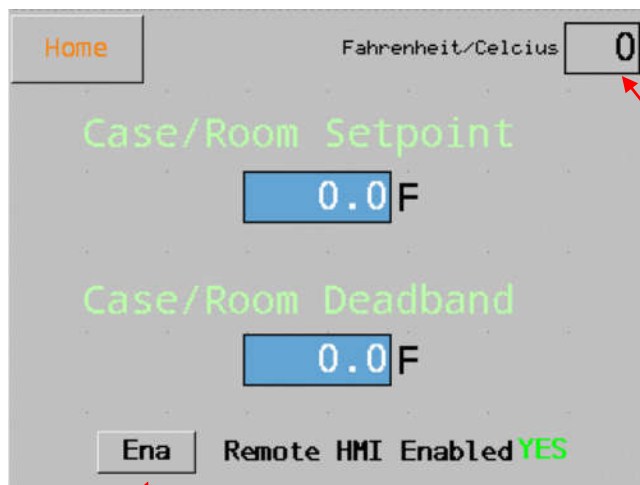 Home
Fahrenheit/Celcius 0
Case/Room Setpoint
0.0 F
Case/Room Deadband
0.0 F
Ena Remote HMI Enabled YES